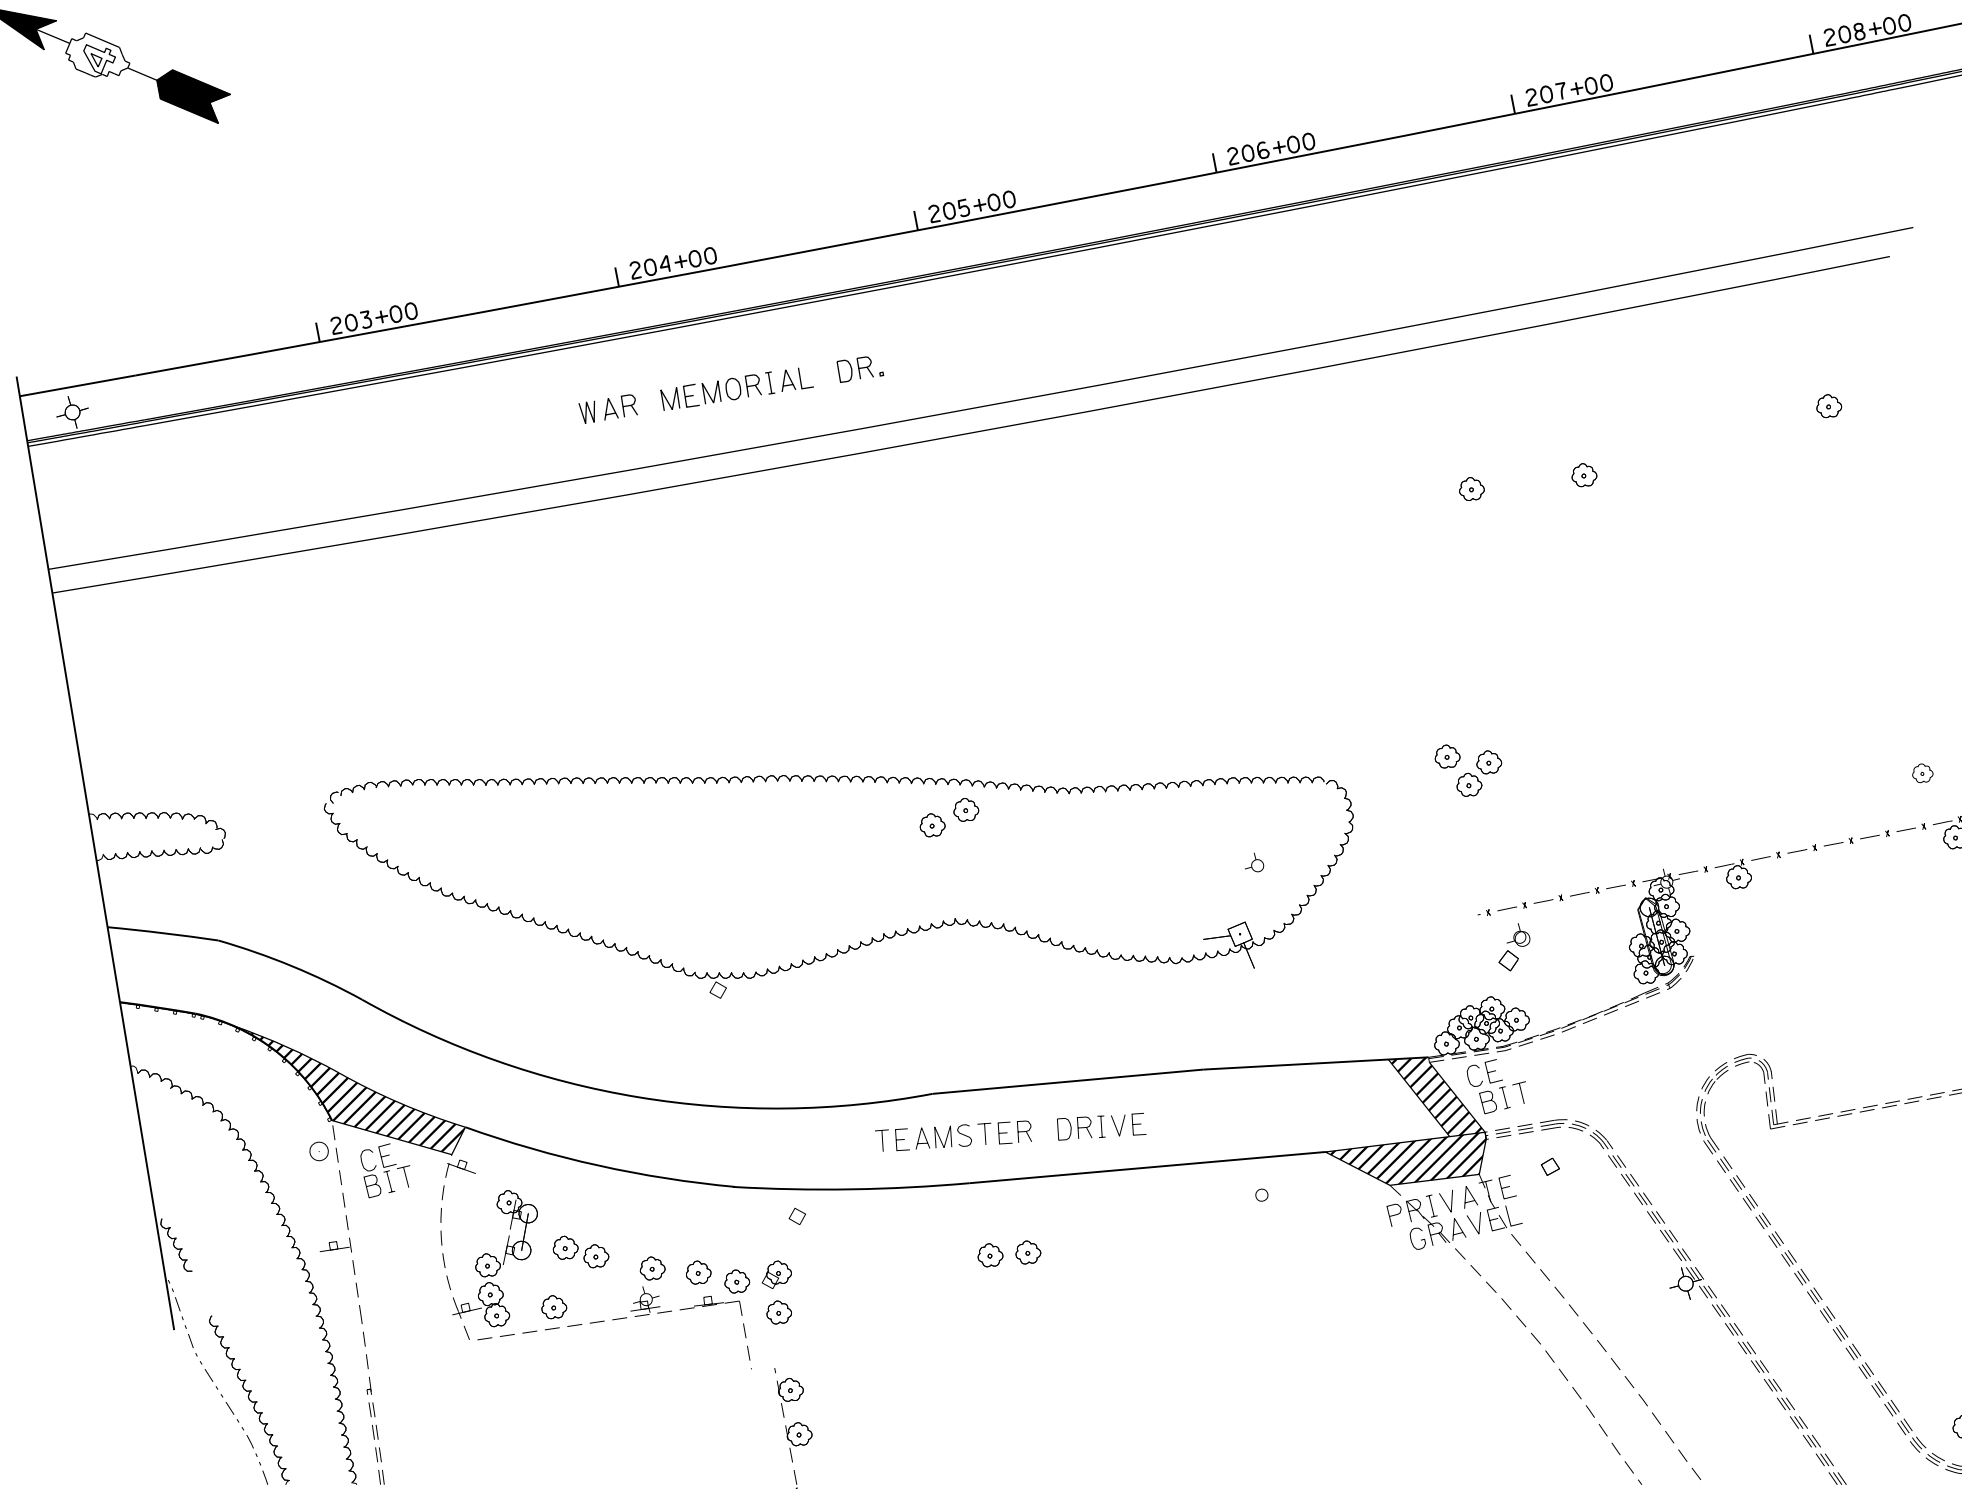 4
208+00
207+00
206+00
205+00
204+00
203+00
WAR MEMORIAL DR.
CE
BIT
TEAMSTER DRIVE
CE
BIT
PRIVATE
GRAVEL